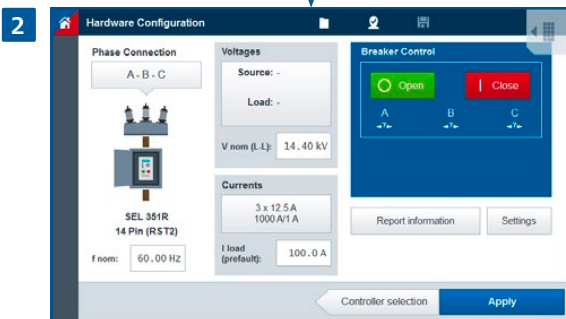 2
Hardware Configuration
Phase Connection
A - B - C
SEL 351R
14 Pin (RST2)
f nom: 60.00 Hz
Voltages
Source: -
Load: -
V nom (L-L): 14.40 kV
Currents
3 x 12.5 A
1000 A/1 A
I load
(prefault): 100.0 A
Breaker Control
Open
Close
A B C
Report information
Settings
Controller selection
Apply